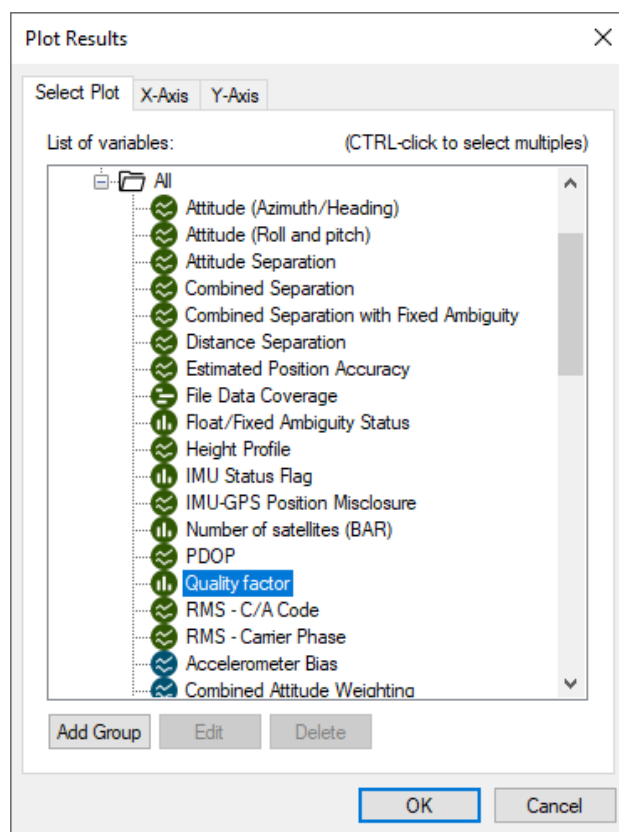 Plot Results
Select Plot X-Axis Y-Axis
List of variables: (CTRL-click to select multiples)
All
Attitude (Azimuth/Heading)
Attitude (Roll and pitch)
Attitude Separation
Combined Separation
Combined Separation with Fixed Ambiguity
Distance Separation
Estimated Position Accuracy
File Data Coverage
Float/Fixed Ambiguity Status
Height Profile
IMU Status Flag
IMU-GPS Position Misclosure
Number of satellites (BAR)
PDOP
Quality factor
RMS - C/A Code
RMS - Carrier Phase
Accelerometer Bias
Combined Attitude Weighting
Add Group Edit Delete
OK Cancel